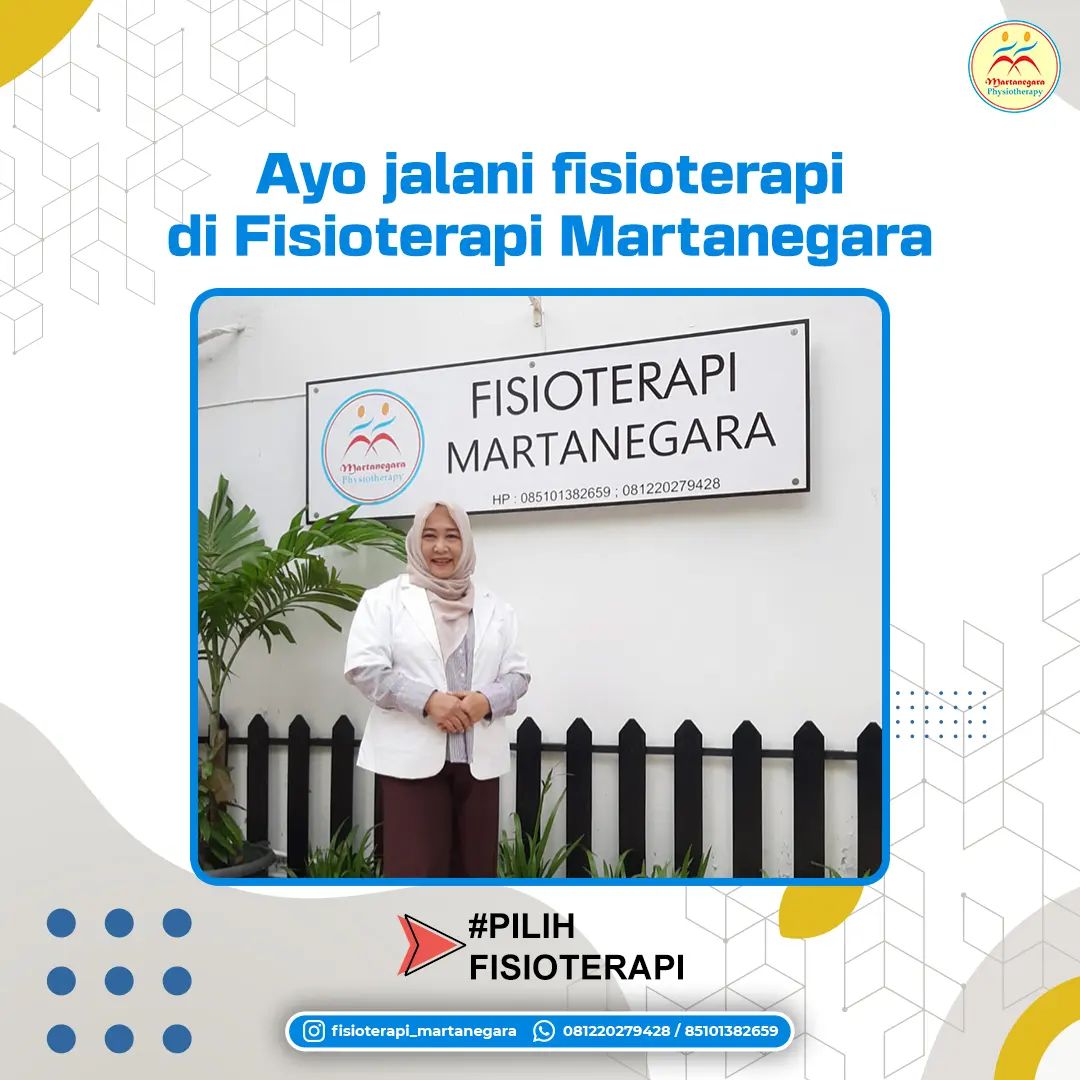 Martanegara
Physiotherapy
Ayo jalani fisioterapi
di Fisioterapi Martanegara
FISIOTERAPI
MARTANEGARA
Martanegara
Physiotherapy
HP : 085101382659 ; 081220279428
#PILIH
FISIOTERAPI
fisioterapi_martanegara 081220279428 / 85101382659